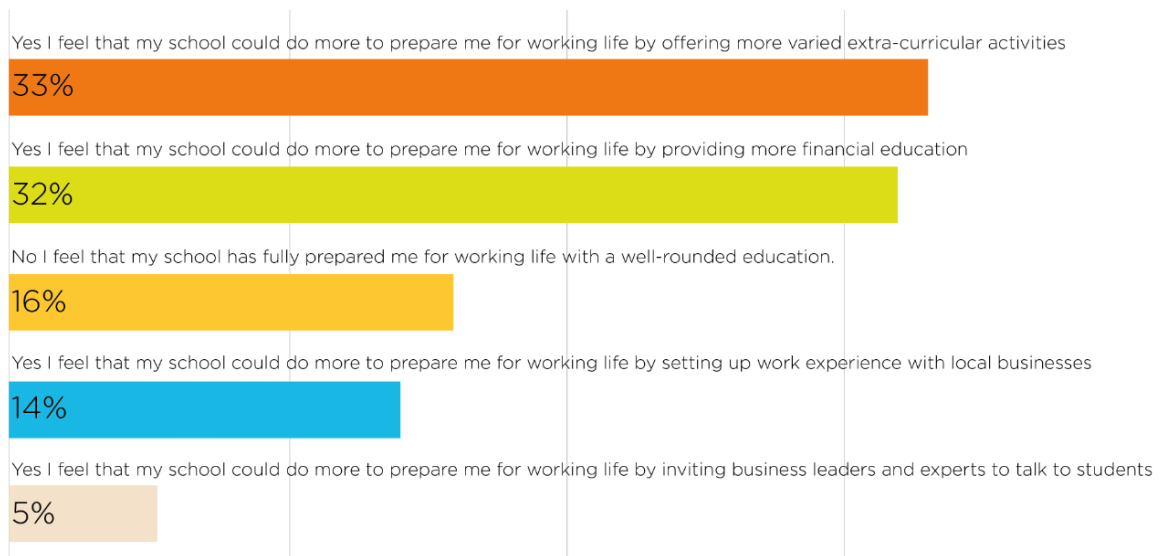 Yes I feel that my school could do more to prepare me for working life by offering more varied extra-curricular activities
33%
Yes I feel that my school could do more to prepare me for working life by providing more financial education
32%
No I feel that my school has fully prepared me for working life with a well-rounded education.
16%
Yes I feel that my school could do more to prepare me for working life by setting up work experience with local businesses
14%
Yes I feel that my school could do more to prepare me for working life by inviting business leaders and experts to talk to students
5%